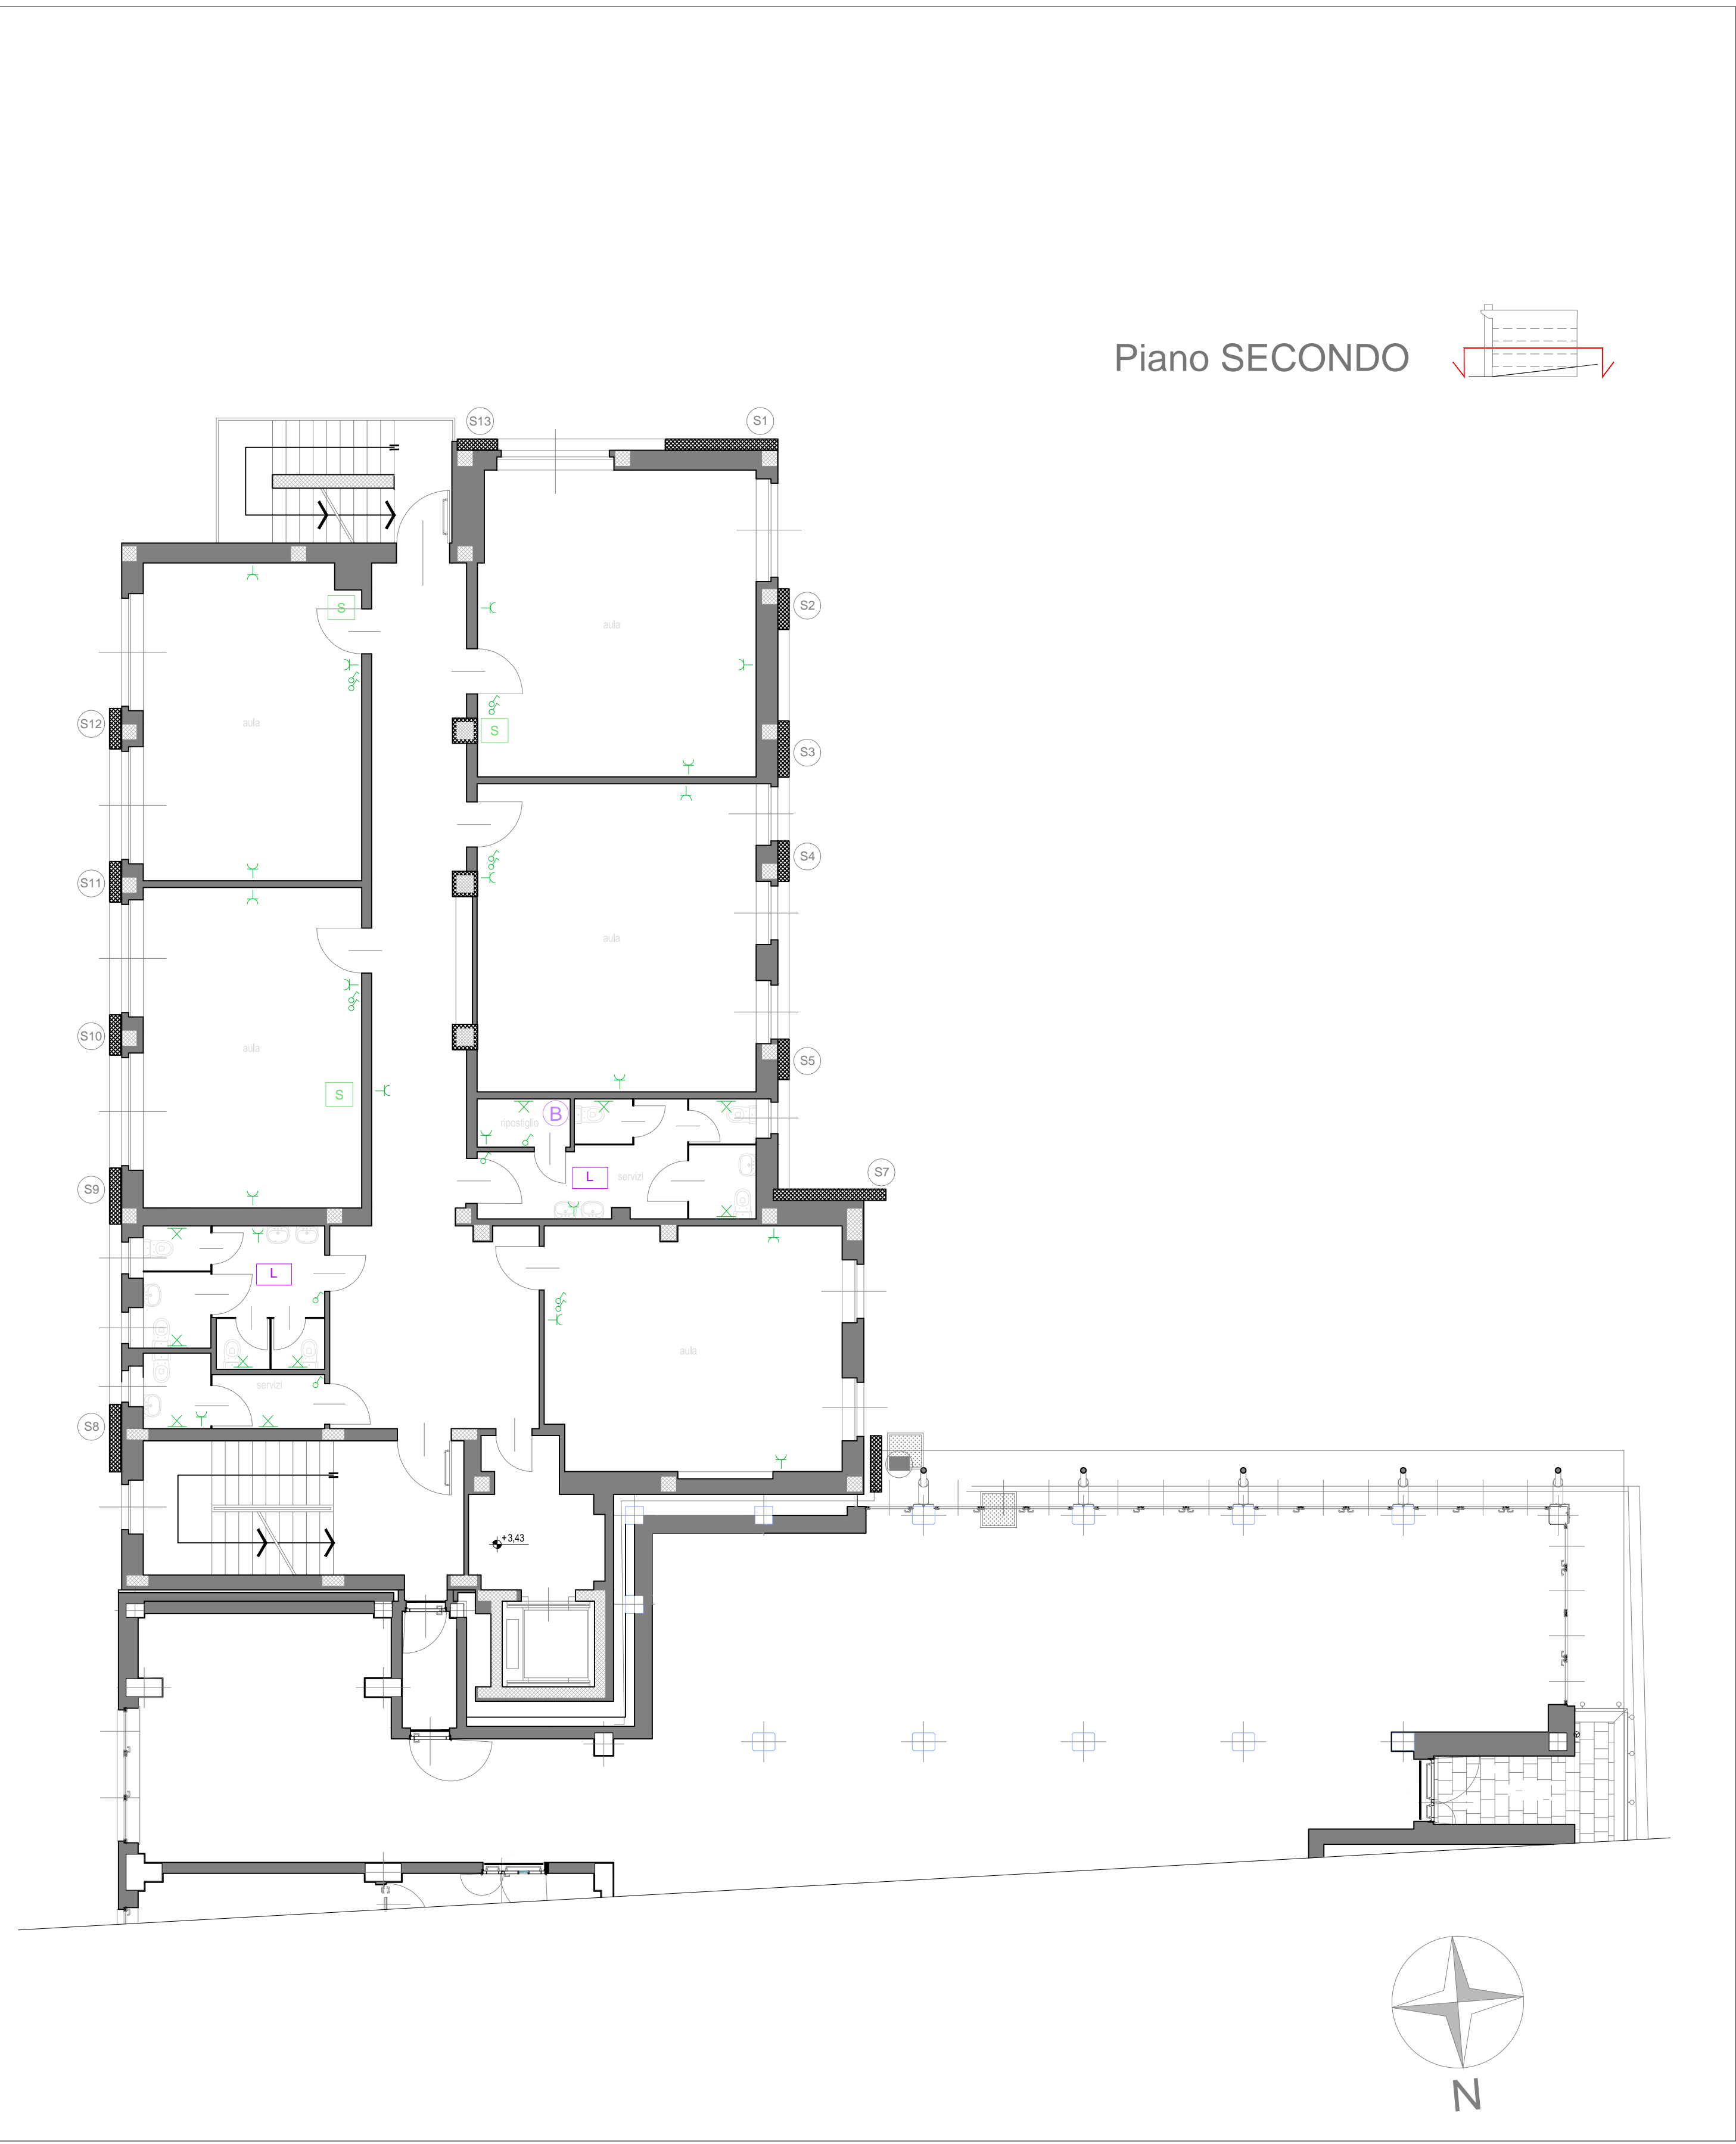 Piano SECONDO
S13
S1
S
S2
aula
S12
aula
S
S3
S4
S11
aula
S10
aula
S5
S
B
ripostiglio
S7
L
servizi
S9
L
aula
servizi
S8
+3,43
N